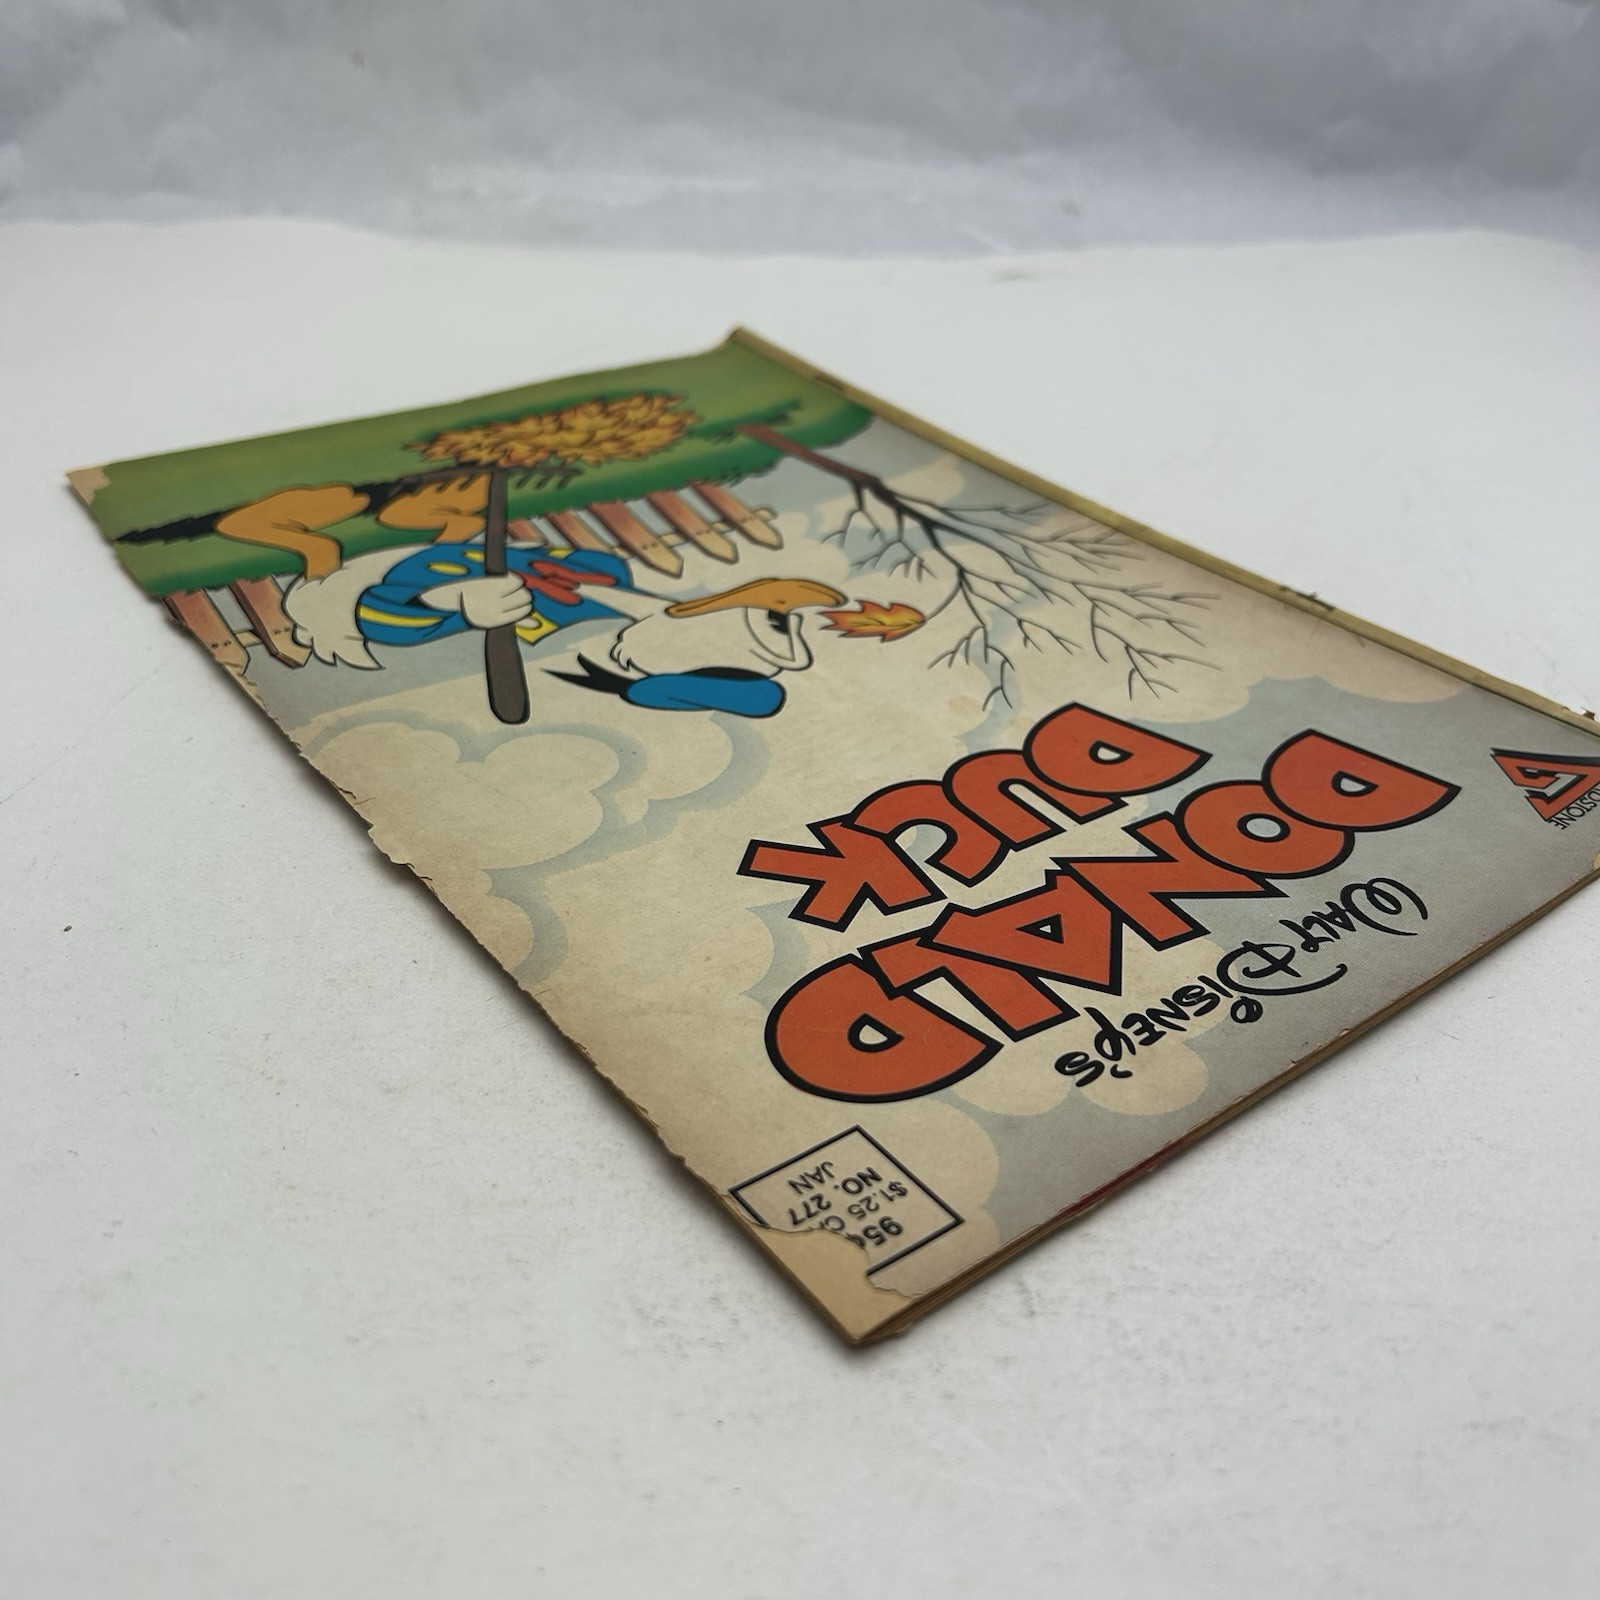 WALT DISNEY'S
DONALD
DUCK
95¢
$1.25
NO. 277
JAN